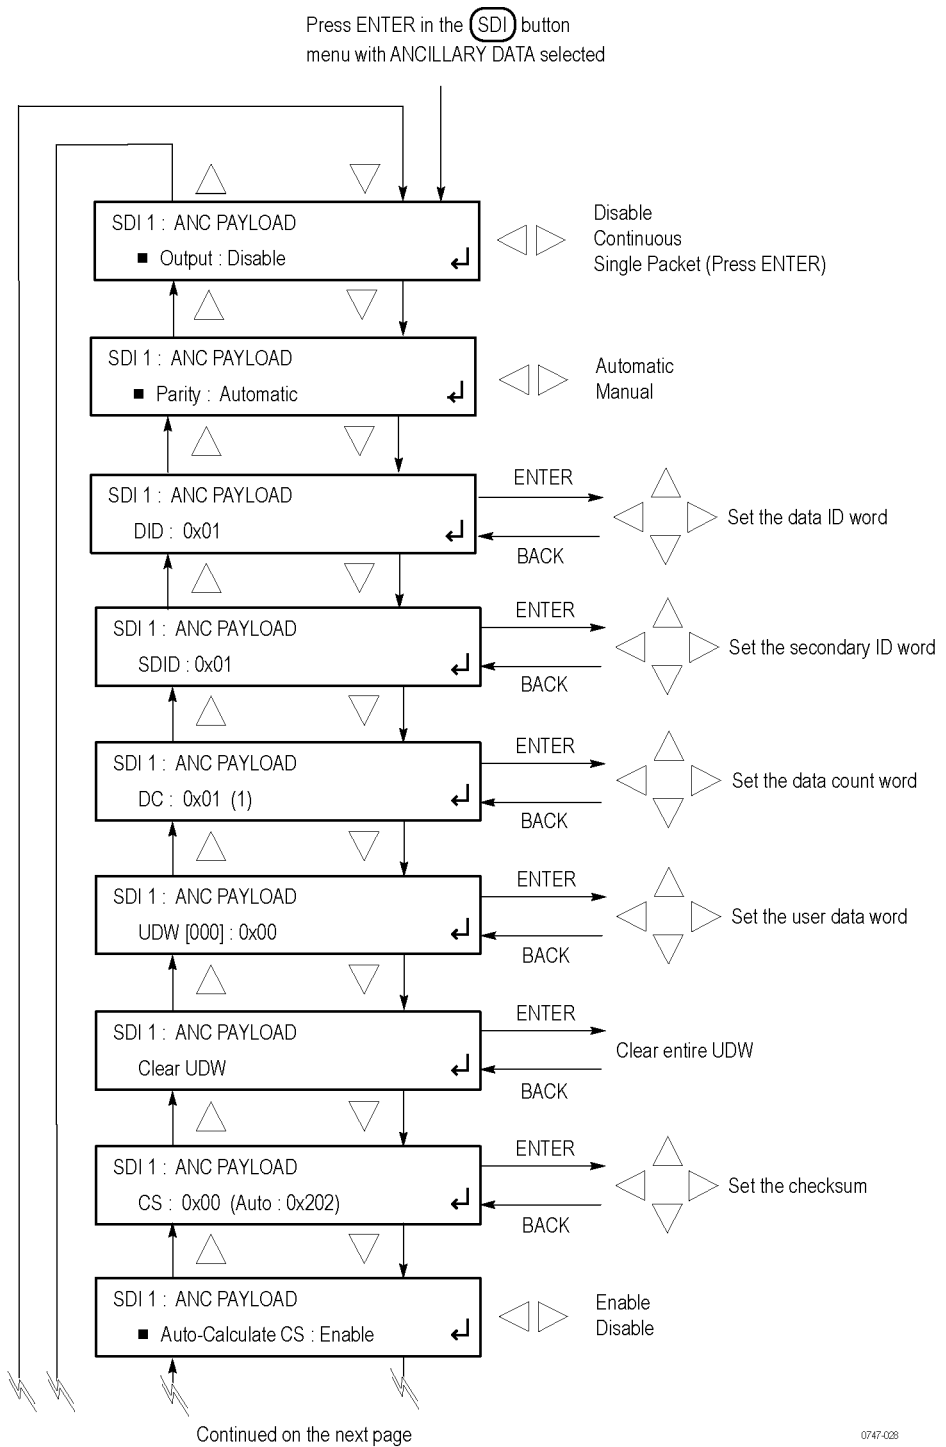 Press ENTER in the SDI button
menu with ANCILLARY DATA selected
SDI 1 : ANC PAYLOAD
■ Output : Disable
Disable
Continuous
Single Packet (Press ENTER)
SDI 1 : ANC PAYLOAD
■ Parity : Automatic
Automatic
Manual
SDI 1 : ANC PAYLOAD
DID : 0x01
ENTER
BACK
Set the data ID word
SDI 1 : ANC PAYLOAD
SDID : 0x01
ENTER
BACK
Set the secondary ID word
SDI 1 : ANC PAYLOAD
DC : 0x01 (1)
ENTER
BACK
Set the data count word
SDI 1 : ANC PAYLOAD
UDW [000] : 0x00
ENTER
BACK
Set the user data word
SDI 1 : ANC PAYLOAD
Clear UDW
ENTER
BACK
Clear entire UDW
SDI 1 : ANC PAYLOAD
CS : 0x00 (Auto : 0x202)
ENTER
BACK
Set the checksum
SDI 1 : ANC PAYLOAD
■ Auto-Calculate CS : Enable
Enable
Disable
Continued on the next page
0747-028